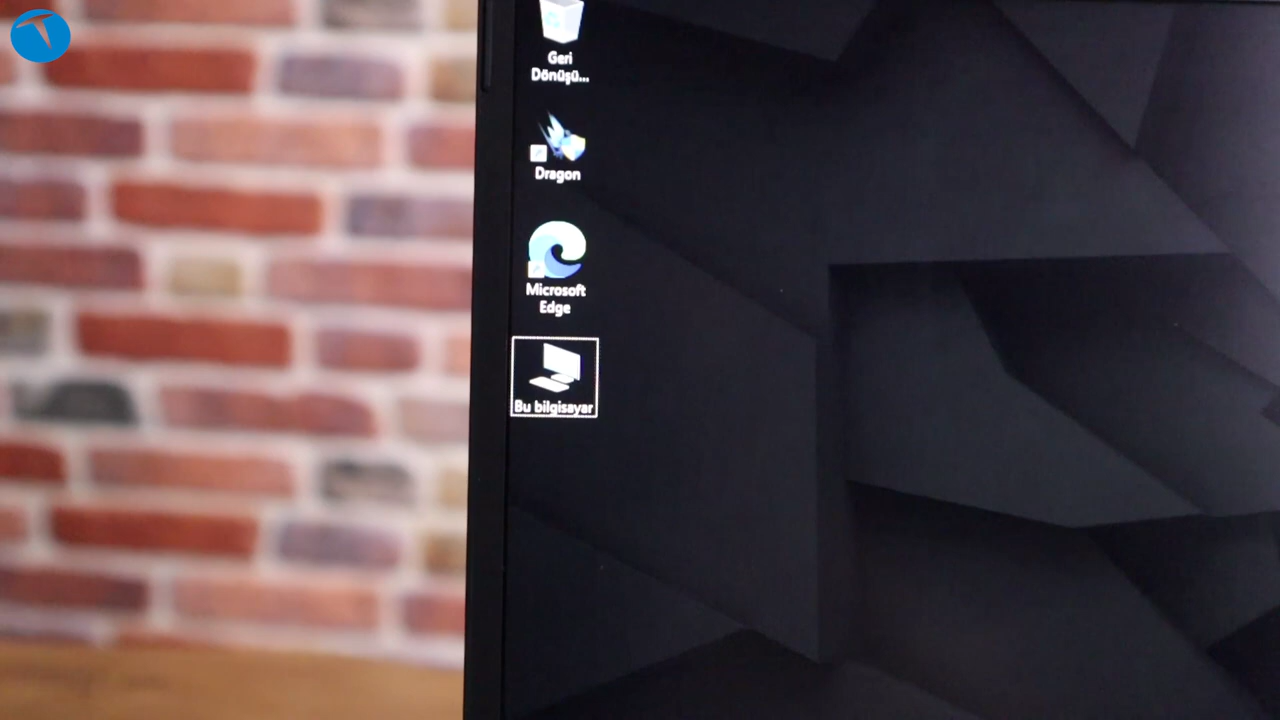 Geri
Dönüşü...
Dragon
Microsoft
Edge
Bu bilgisayar